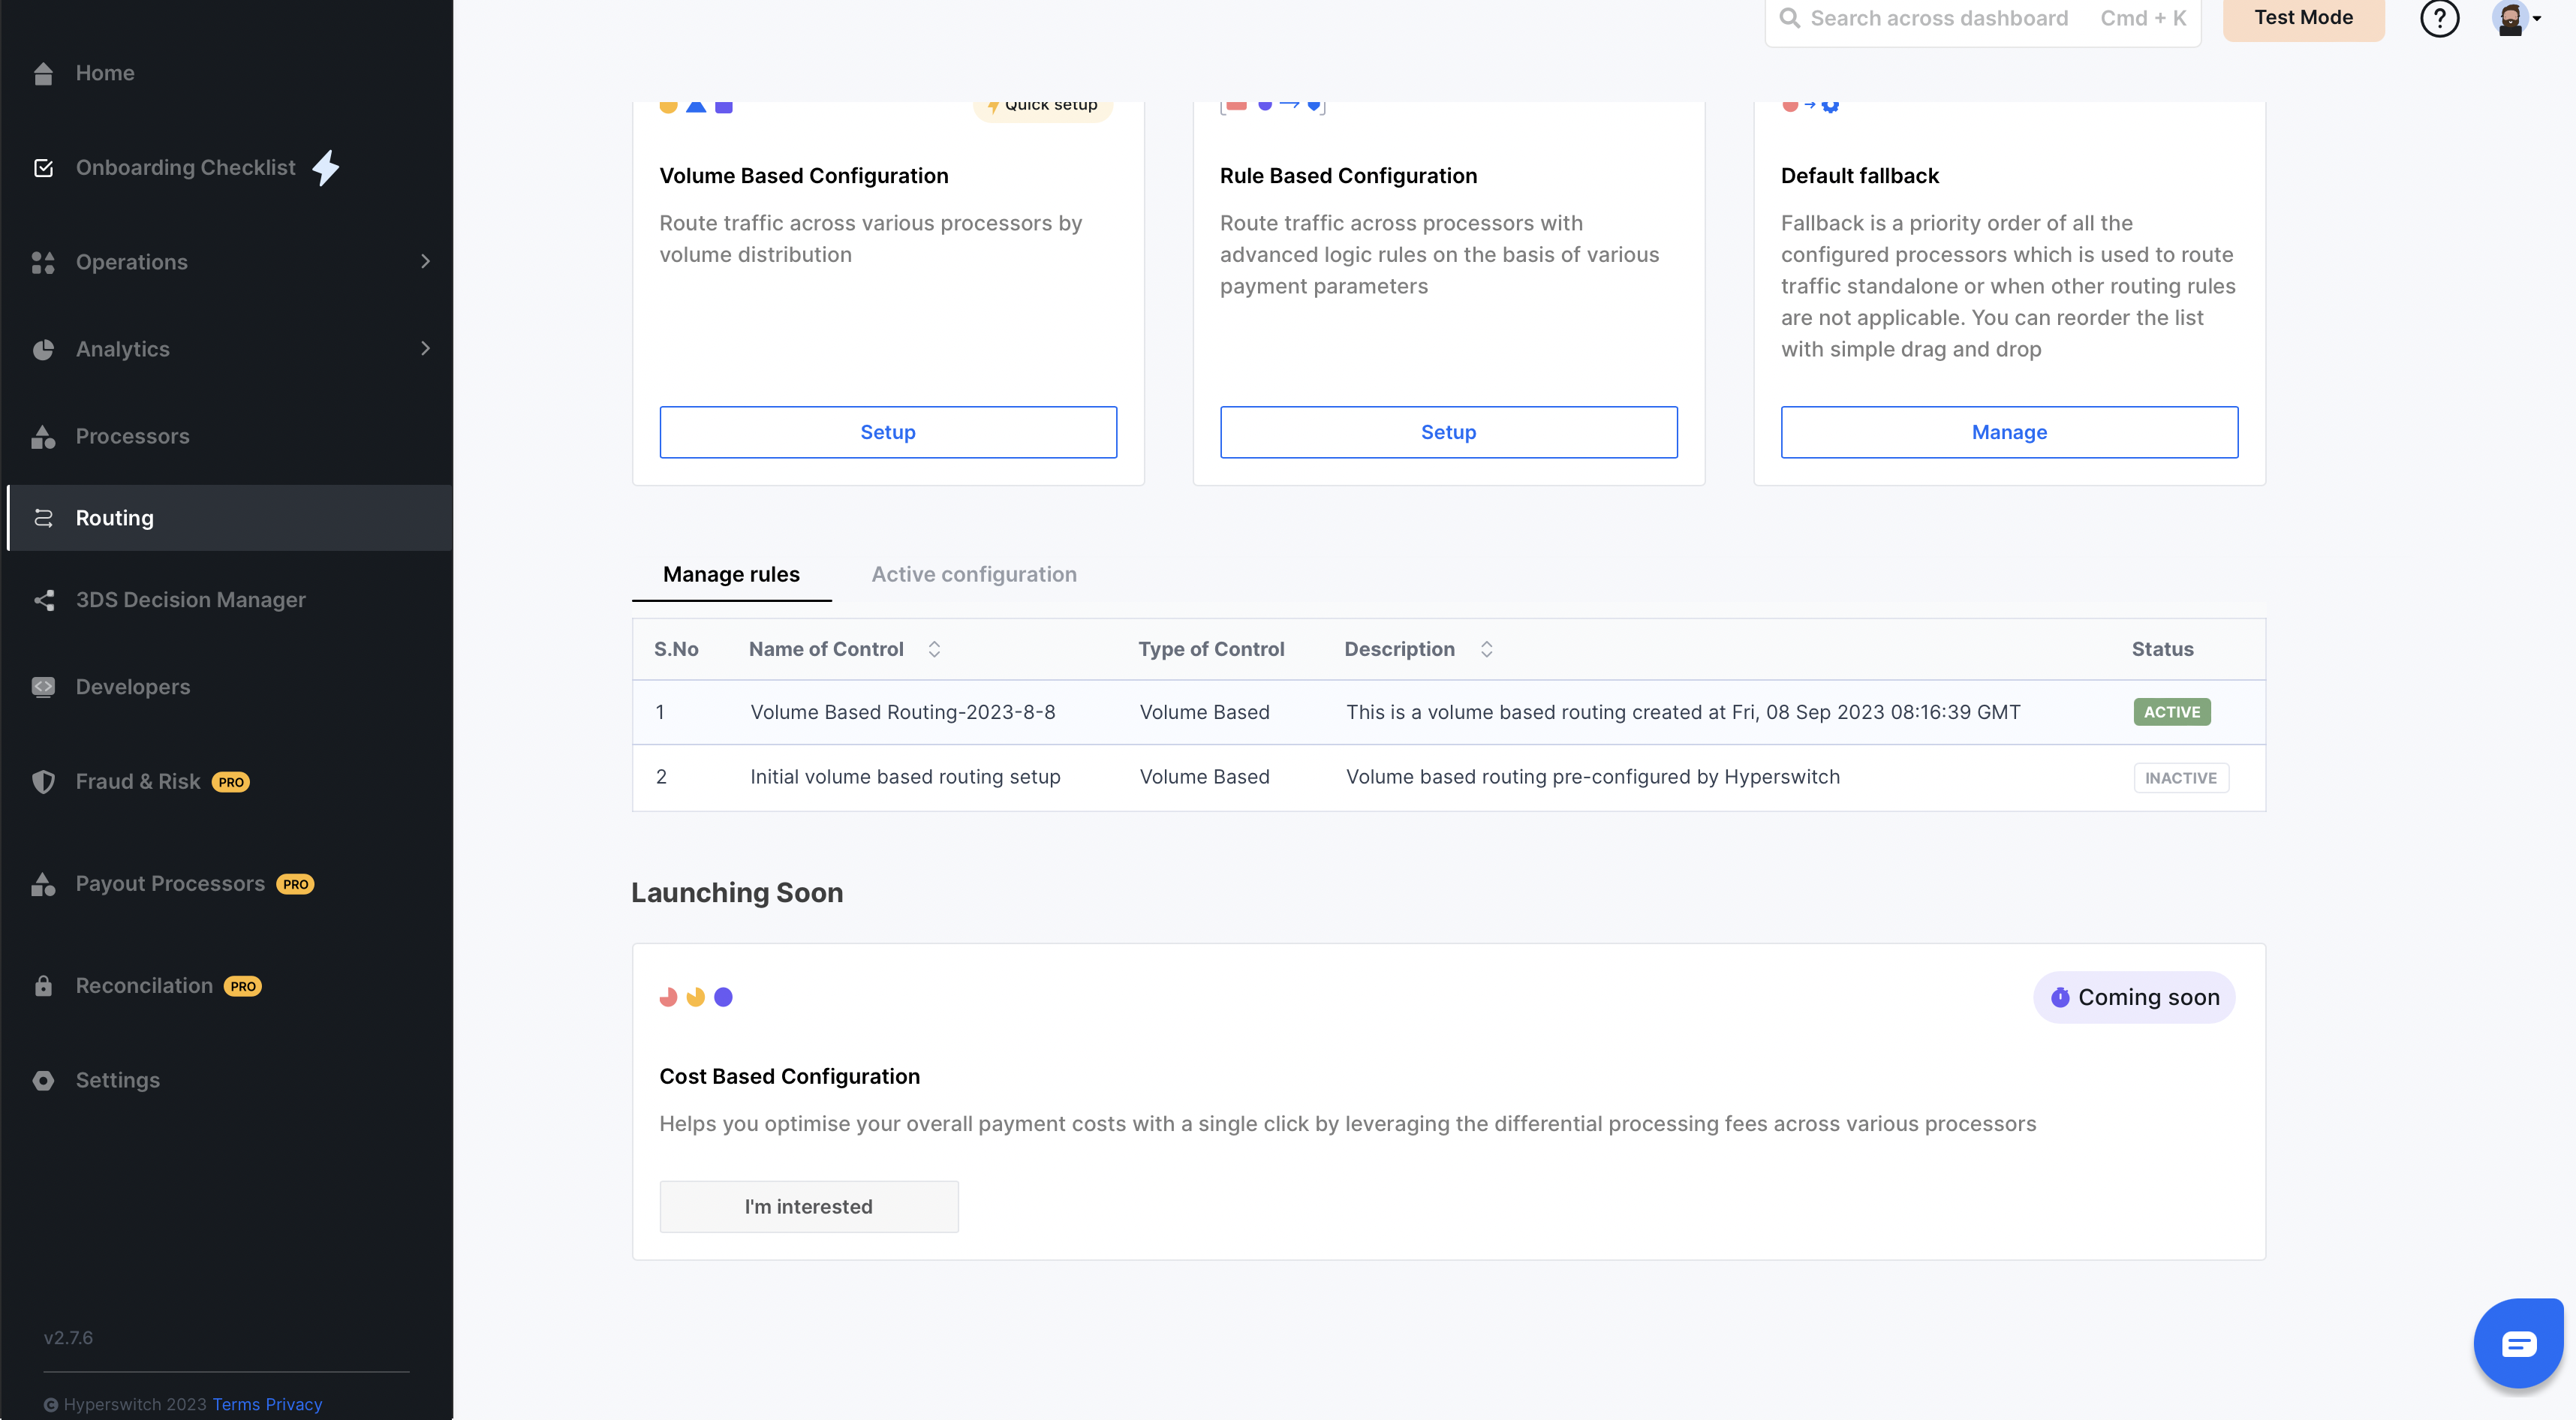 Search across dashboard Cmd + K
Test Mode
Home
Onboarding Checklist
Operations
Analytics
Processors
Routing
3DS Decision Manager
Developers
Fraud & Risk PRO
Payout Processors PRO
Reconcilation PRO
Settings
v2.7.6
Hyperswitch 2023 Terms Privacy
Quick setup
Volume Based Configuration
Route traffic across various processors by
volume distribution
Setup
Rule Based Configuration
Route traffic across processors with
advanced logic rules on the basis of various
payment parameters
Setup
Default fallback
Fallback is a priority order of all the
configured processors which is used to route
traffic standalone or when other routing rules
are not applicable. You can reorder the list
with simple drag and drop
Manage
Manage rules Active configuration
S.No Name of Control Type of Control Description Status
1 Volume Based Routing-2023-8-8 Volume Based This is a volume based routing created at Fri, 08 Sep 2023 08:16:39 GMT ACTIVE
2 Initial volume based routing setup Volume Based Volume based routing pre-configured by Hyperswitch INACTIVE
Launching Soon
Coming soon
Cost Based Configuration
Helps you optimise your overall payment costs with a single click by leveraging the differential processing fees across various processors
I'm interested